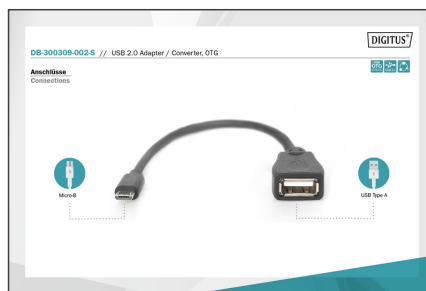 DIGITUS®
DB-300309-002-S // USB 2.0 Adapter / Converter, OTG
Anschlüsse
Connections
OTG
Micro-B
USB Type A